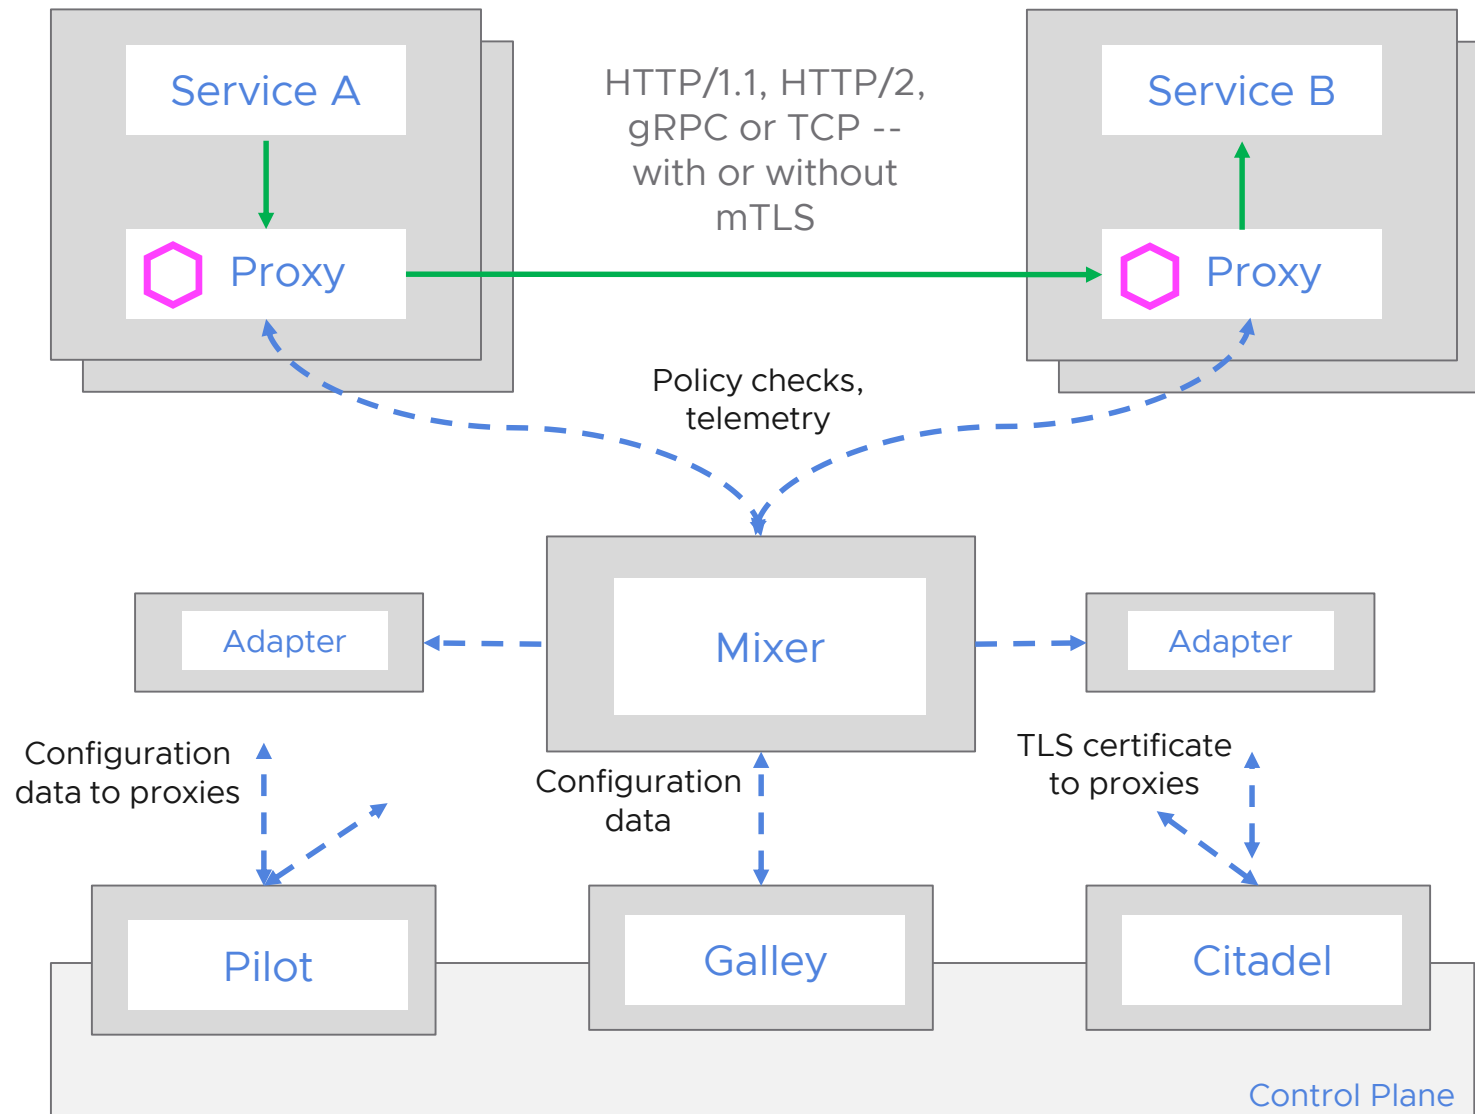 Service A
HTTP/1.1, HTTP/2,
gRPC or TCP --
with or without
mTLS
Service B
Proxy
Proxy
Policy checks,
telemetry
Adapter
Mixer
Adapter
Configuration
data to proxies
Configuration
data
TLS certificate
to proxies
Pilot
Galley
Citadel
Control Plane